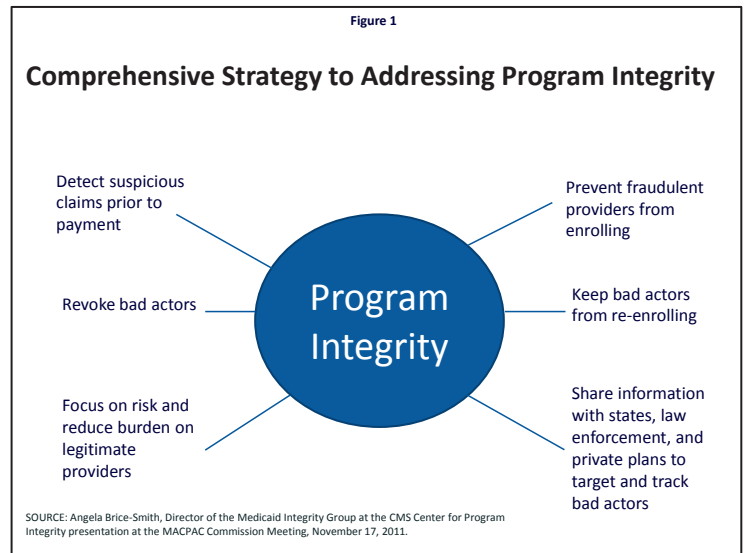 Figure 1
Comprehensive Strategy to Addressing Program Integrity
Detect suspicious
claims prior to
payment
Revoke bad actors
Focus on risk and
reduce burden on
legitimate
providers
Program
Integrity
Prevent fraudulent
providers from
enrolling
Keep bad actors
from re-enrolling
Share information
with states, law
enforcement, and
private plans to
target and track
bad actors
SOURCE: Angela Brice-Smith, Director of the Medicaid Integrity Group at the CMS Center for Program
Integrity presentation at the MACPAC Commission Meeting, November 17, 2011.